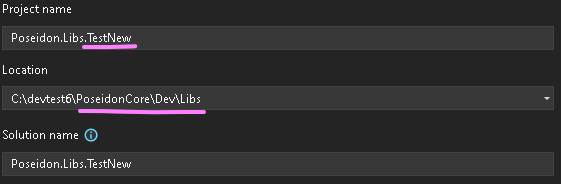 Project name
Poseidon.Libs.TestNew
Location
C:\devtest6\PoseidonCore\Dev\Libs
Solution name
Poseidon.Libs.TestNew